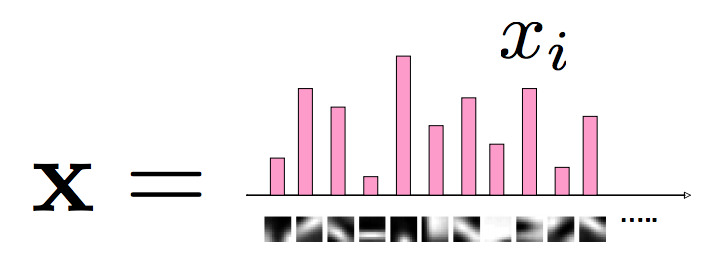 x_i
x =
.....